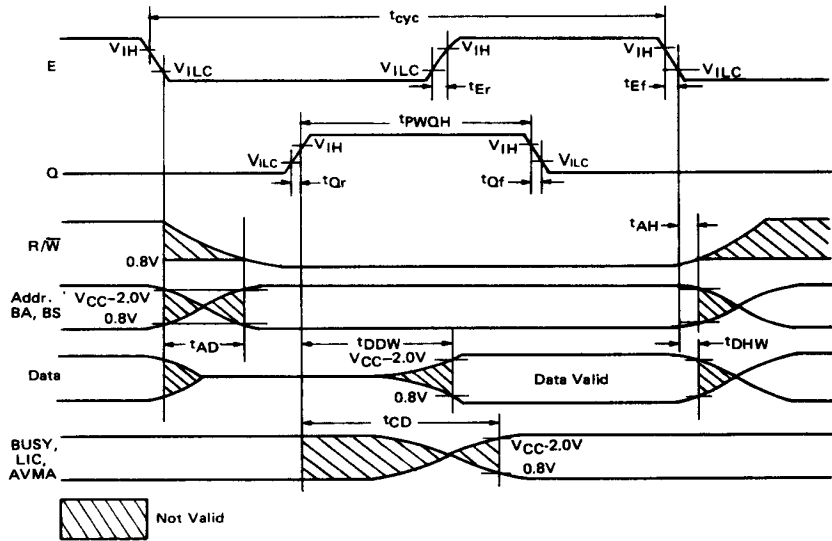 tcyc
VIH VIH VIH
E
VILC VILC VILC
tEr tEf
tPWQH
VIH VIH
VILC VILC
Q
tQr tQf
tAH
R/W̅
0.8V
Addr. VCC-2.0V
BA, BS 0.8V
tAD tDDW tDHW
VCC-2.0V
Data Data Valid
0.8V
tCD
BUSY,
LIC,
AVMA
VCC-2.0V
0.8V
Not Valid